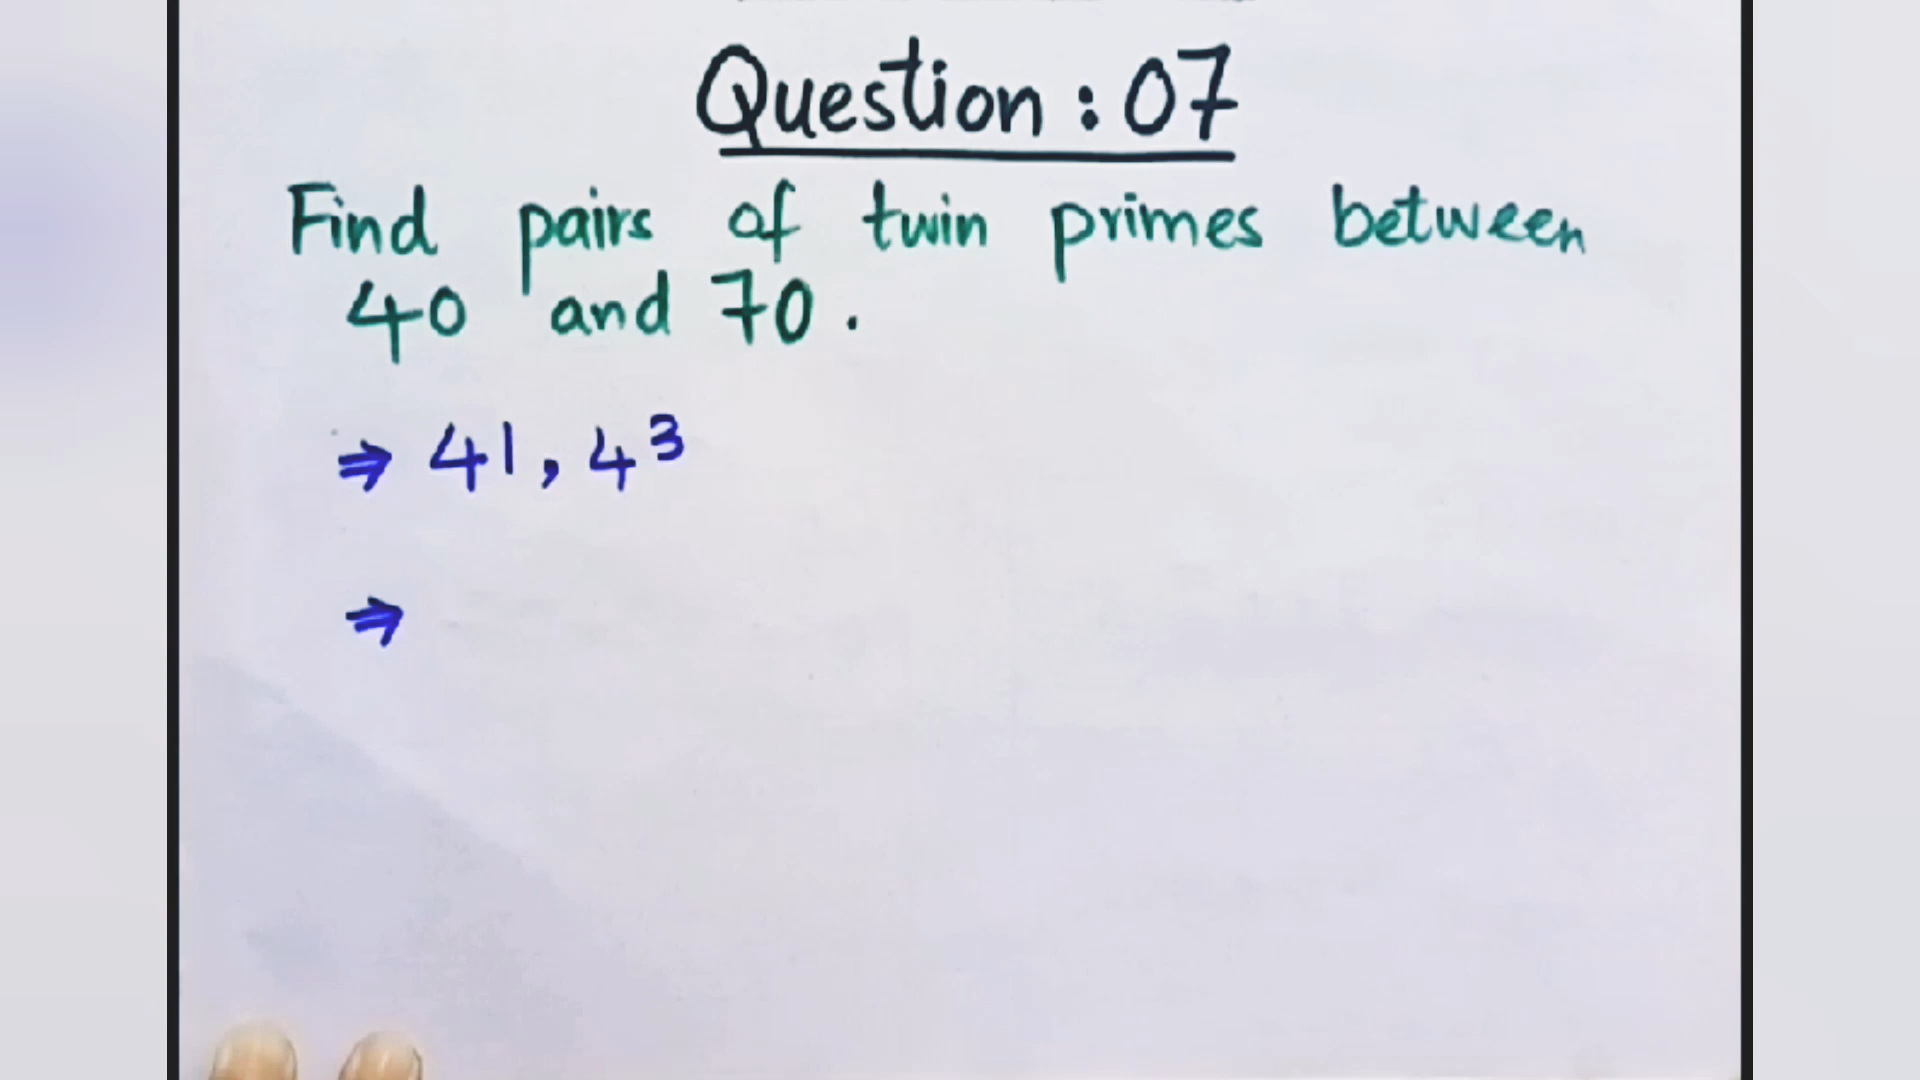 Question : 07
Find pairs of twin primes between
40 and 70.
⇒ 41, 43
⇒